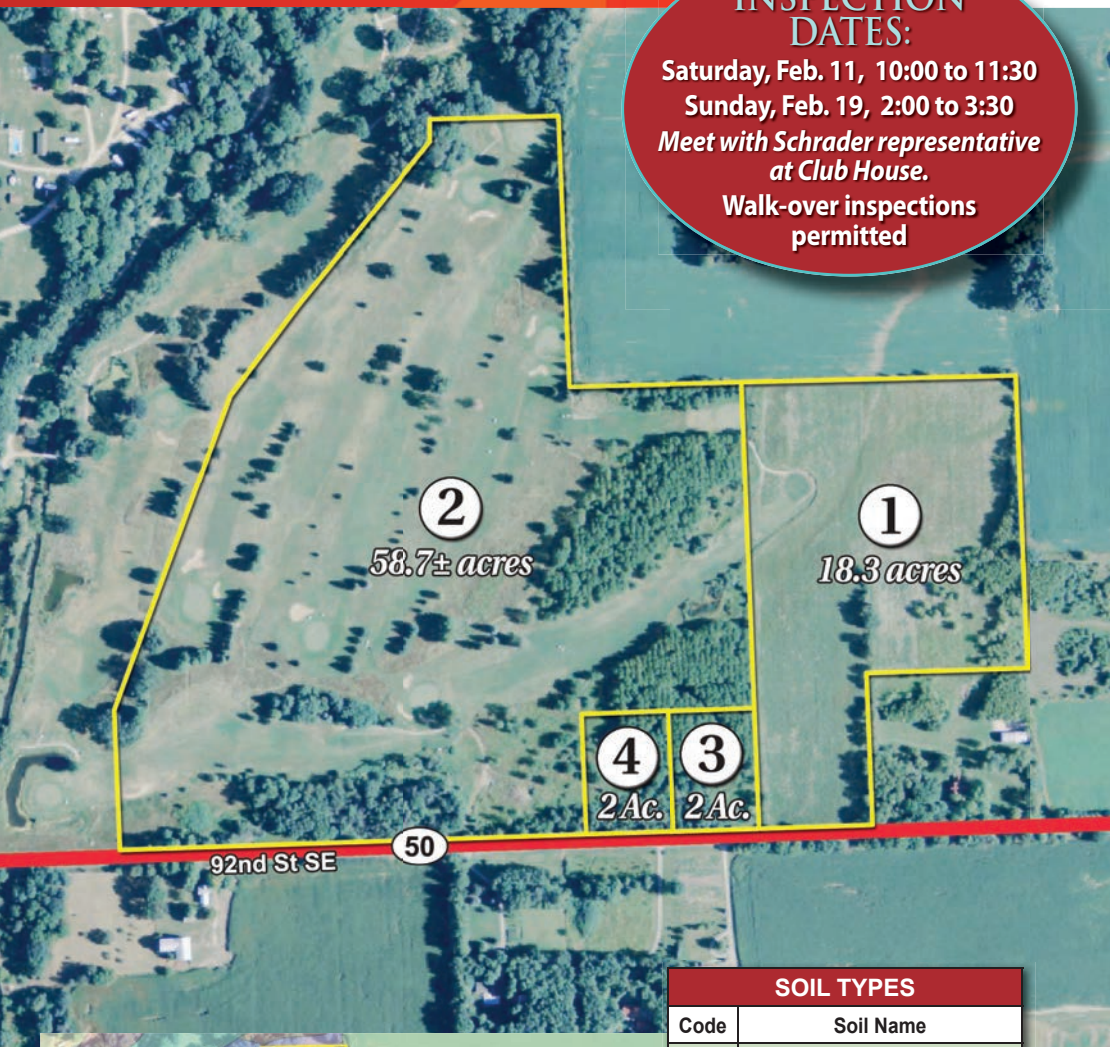 INSPECTION
DATES:
Saturday, Feb. 11, 10:00 to 11:30
Sunday, Feb. 19, 2:00 to 3:30
Meet with Schrader representative
at Club House.
Walk-over inspections
permitted
2
58.7± acres
1
18.3 acres
4
2 Ac.
3
2 Ac.
50
92nd St SE
SOIL TYPES
Code Soil Name